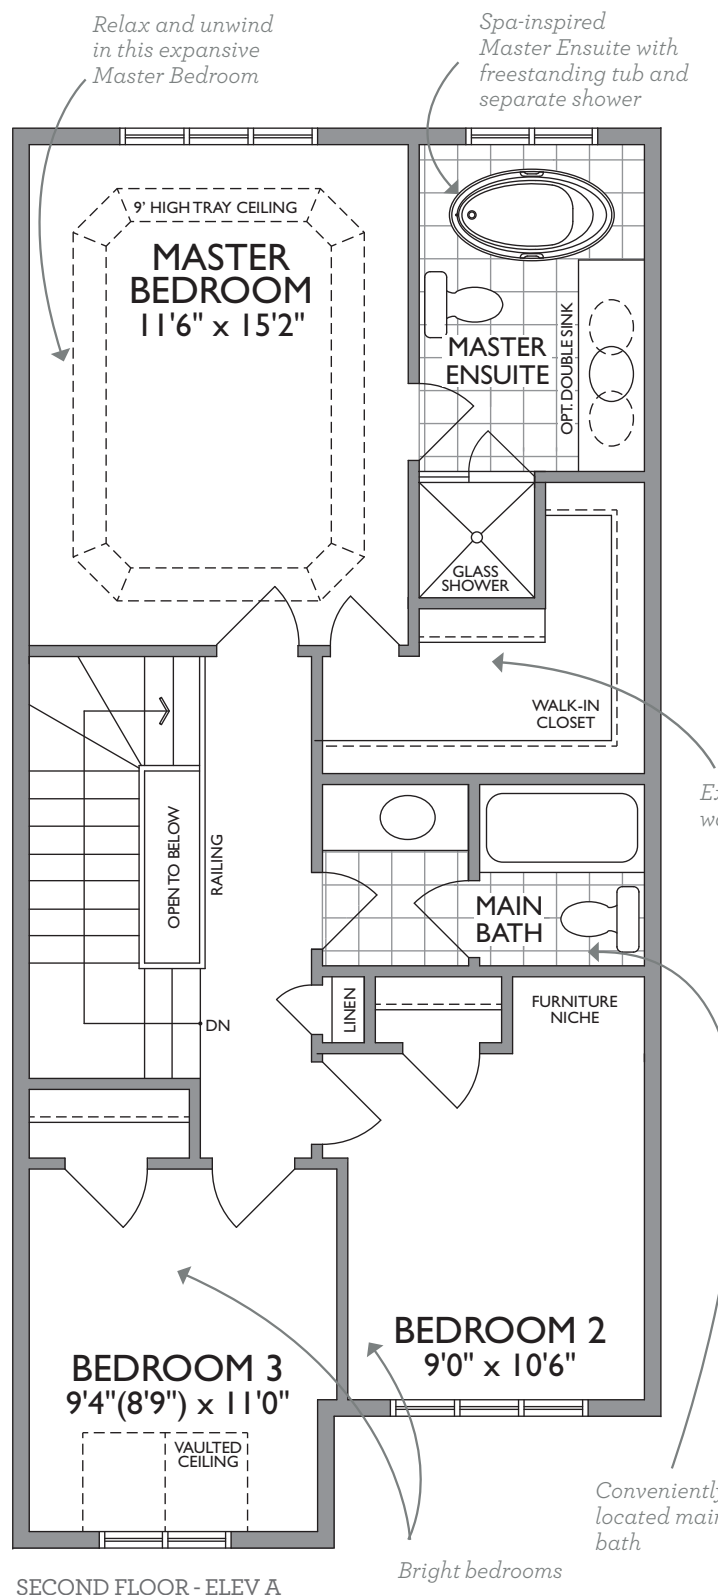 Relax and unwind
in this expansive
Master Bedroom
Spa-inspired
Master Ensuite with
freestanding tub and
separate shower
9' HIGH TRAY CEILING
MASTER
BEDROOM
11'6" x 15'2"
MASTER
ENSUITE
OPT. DOUBLE SINK
GLASS
SHOWER
WALK-IN
CLOSET
OPEN TO BELOW
RAILING
MAIN
BATH
DN
LINEN
FURNITURE
NICHE
BEDROOM 2
9'0" x 10'6"
BEDROOM 3
9'4"(8'9") x 11'0"
VAULTED
CEILING
Conveniently
located main
bath
Bright bedrooms
SECOND FLOOR - ELEV A